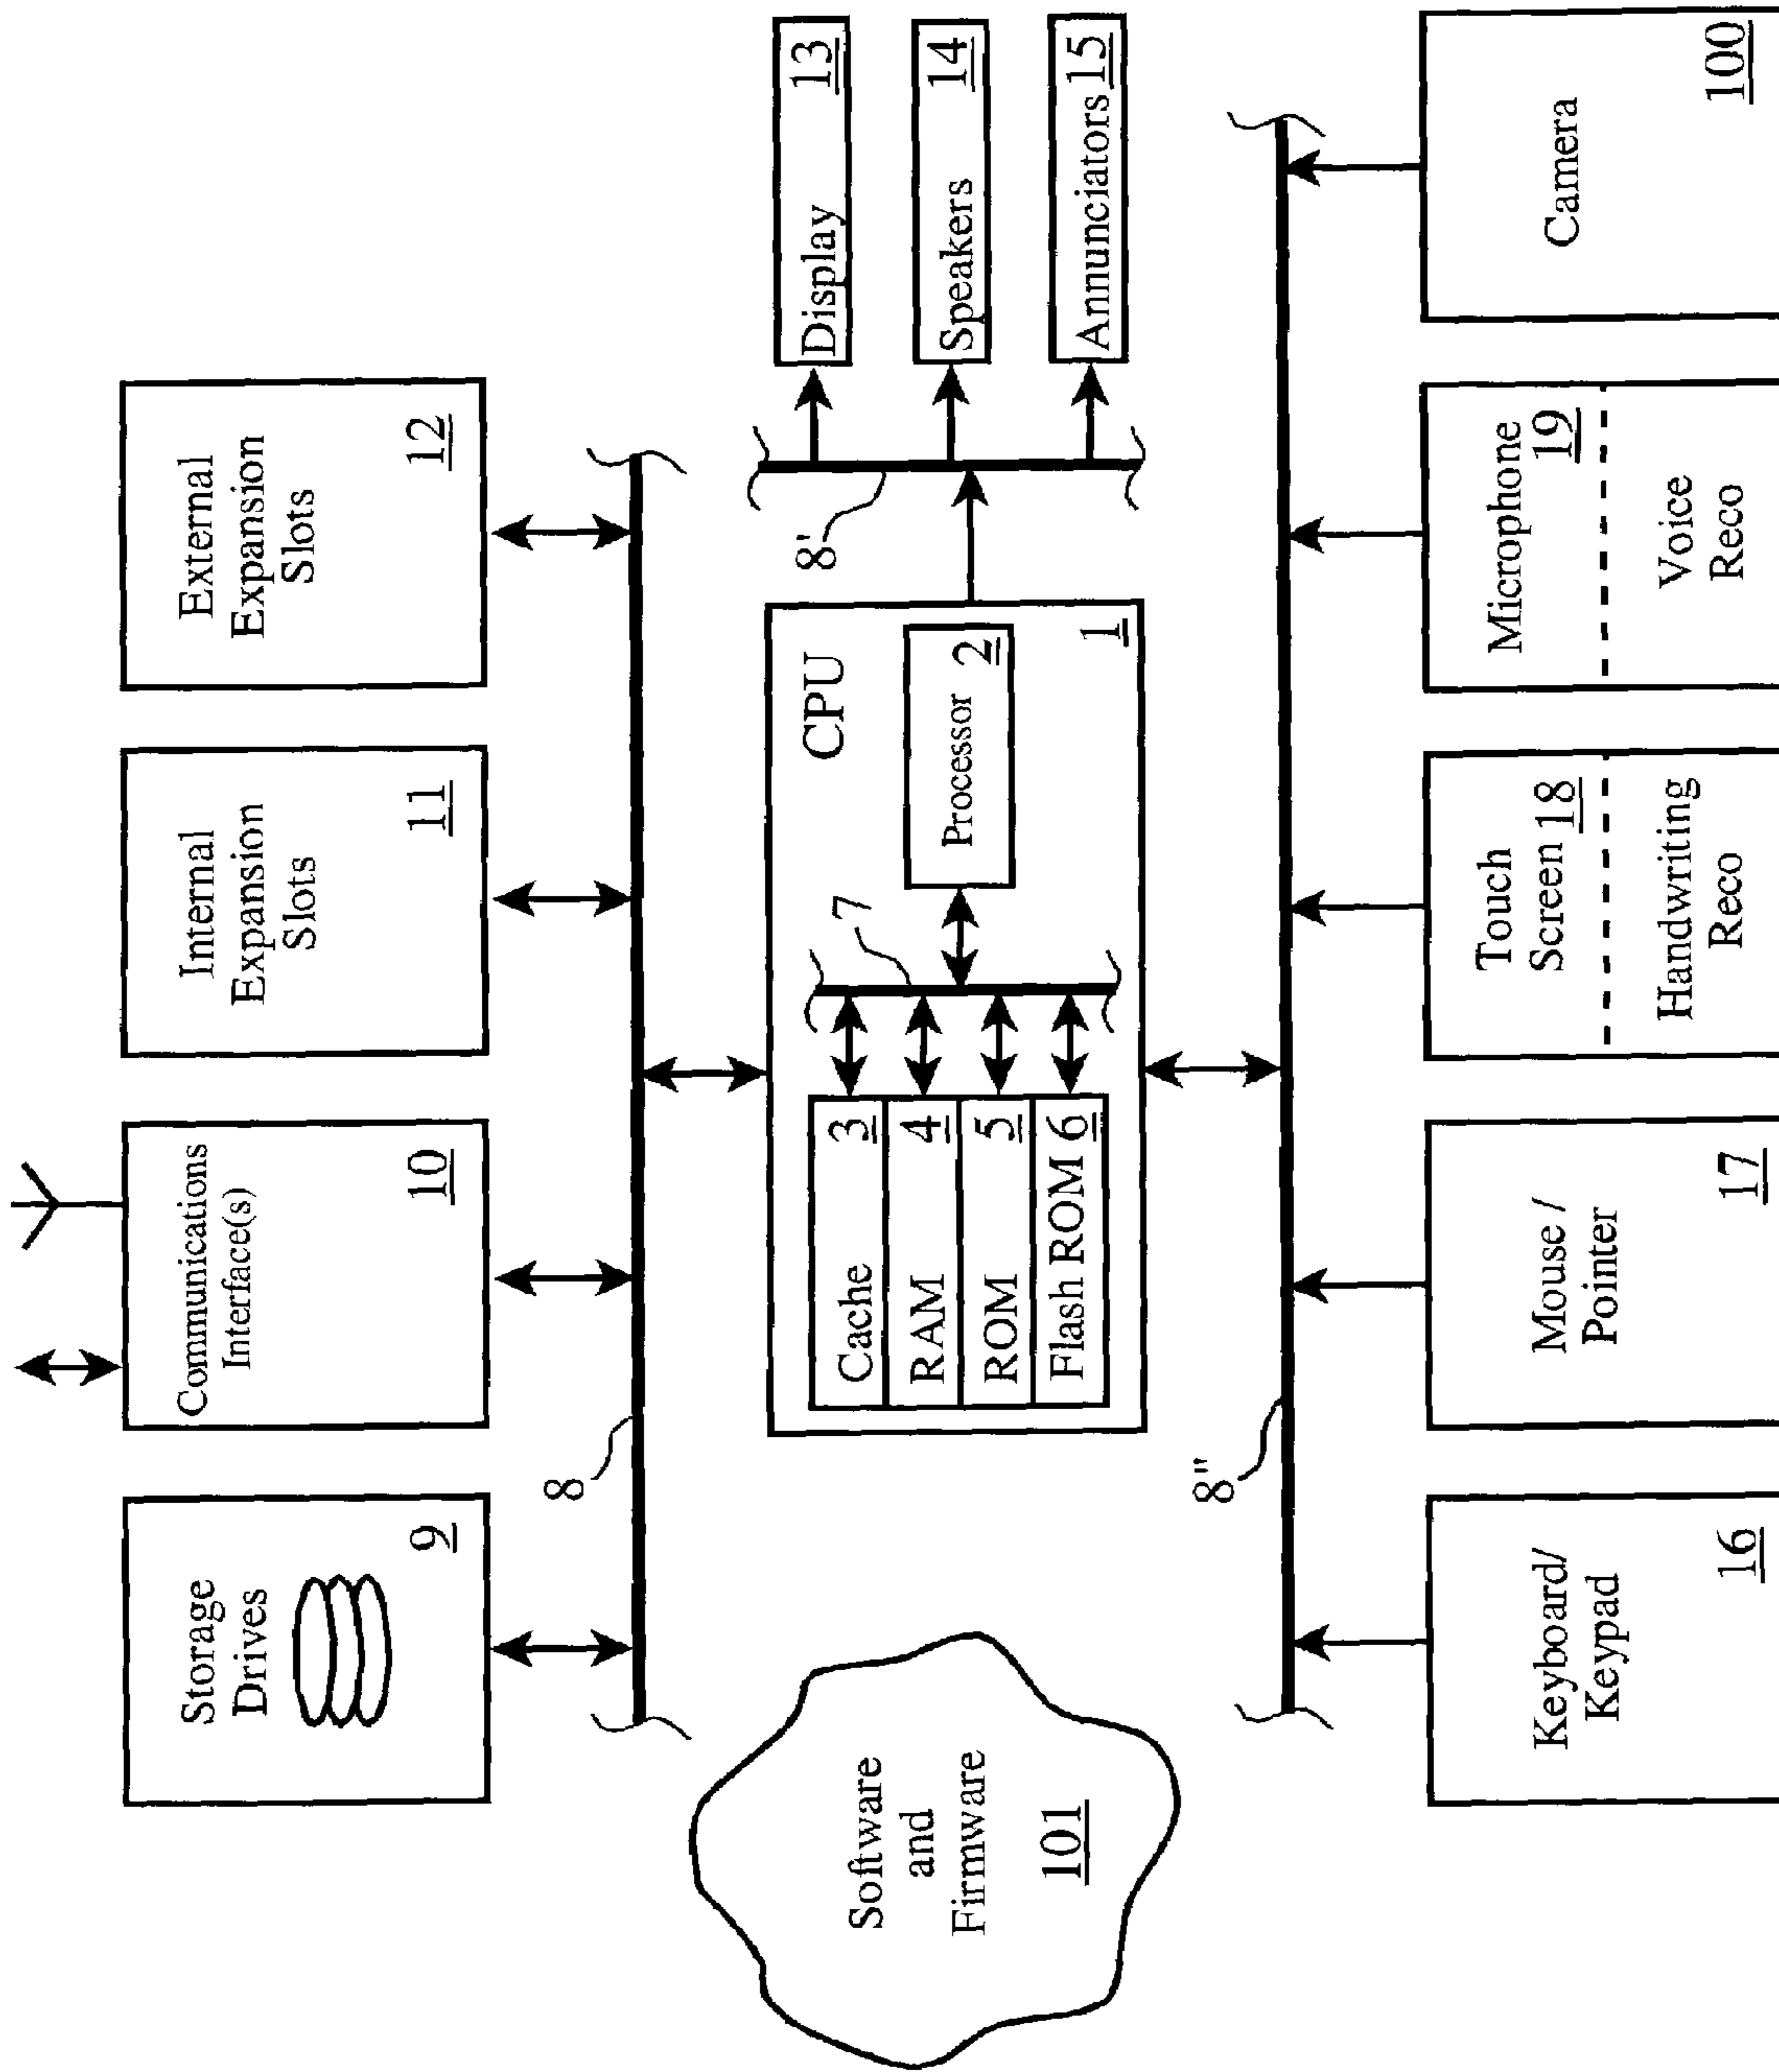 Storage
Drives
9
Communications
Interface(s)
10
Internal
Expansion
Slots
11
External
Expansion
Slots
12
8
CPU
Cache 3
RAM 4
ROM 5
Flash ROM 6
7
Processor 2
1
8'
Display 13
Speakers 14
Annunciators 15
Software
and
Firmware
101
8"
Keyboard/
Keypad
16
Mouse /
Pointer
17
Touch
Screen 18
Handwriting
Reco
Microphone
19
Voice
Reco
Camera
100